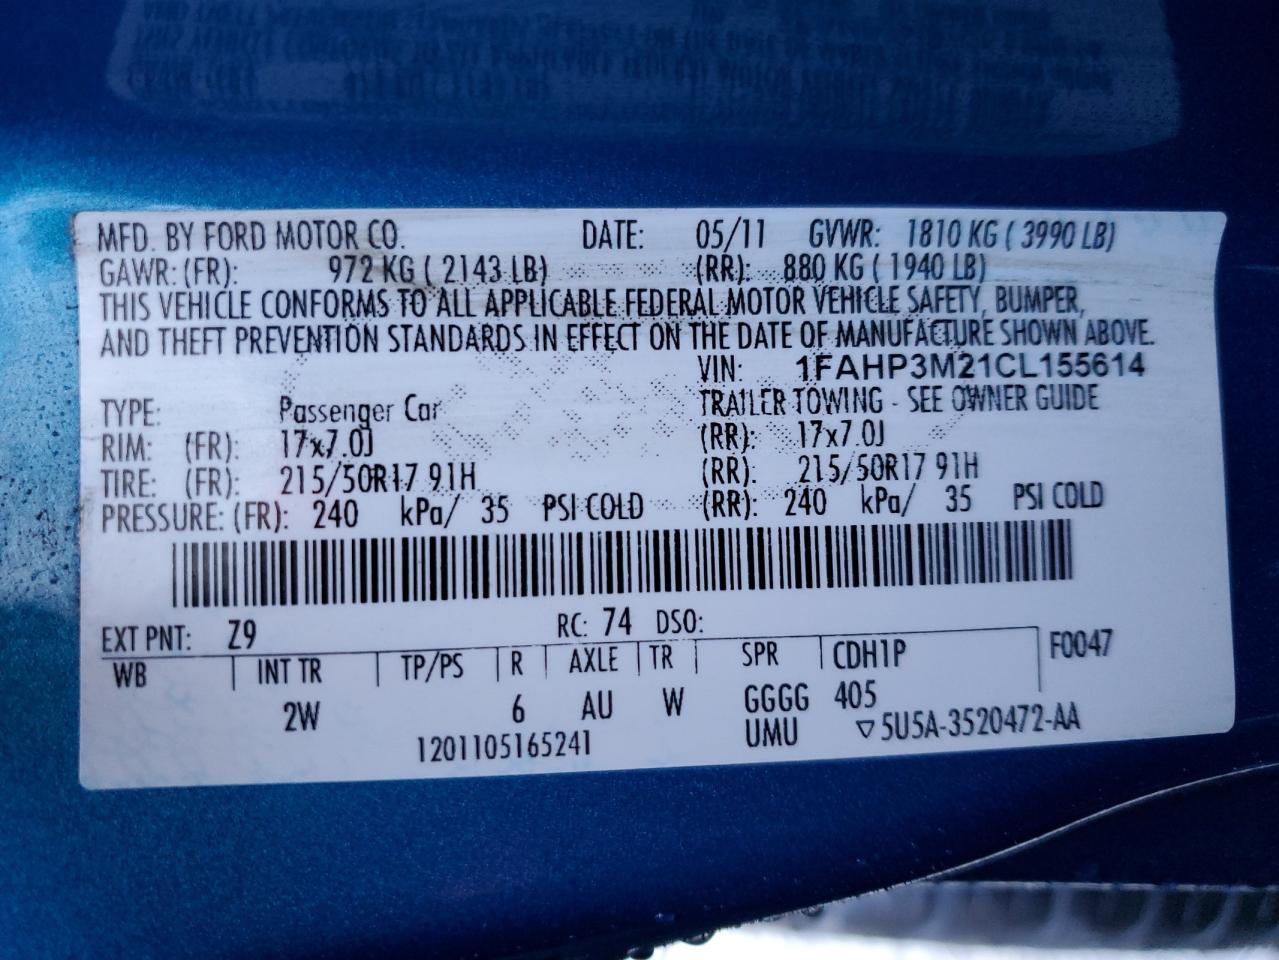 MFD. BY FORD MOTOR CO. DATE: 05/11 GVWR: 1810 KG ( 3990 LB)
GAWR: (FR): 972 KG ( 2143 LB) (RR): 880 KG ( 1940 LB)
THIS VEHICLE CONFORMS TO ALL APPLICABLE FEDERAL MOTOR VEHICLE SAFETY, BUMPER,
AND THEFT PREVENTION STANDARDS IN EFFECT ON THE DATE OF MANUFACTURE SHOWN ABOVE.
VIN: 1FAHP3M21CL155614
TYPE: Passenger Car TRAILER TOWING - SEE OWNER GUIDE
RIM: (FR): 17x7.0J (RR): 17x7.0J
TIRE: (FR): 215/50R17 91H (RR): 215/50R17 91H
PRESSURE: (FR): 240 kPa/ 35 PSI COLD (RR): 240 kPa/ 35 PSI COLD
EXT PNT: Z9 RC: 74 DSO:
WB INT TR TP/PS R AXLE TR SPR CDH1P F0047
2W 6 AU W GGGG 405
1201105165241 UMU ▽5U5A-3520472-AA